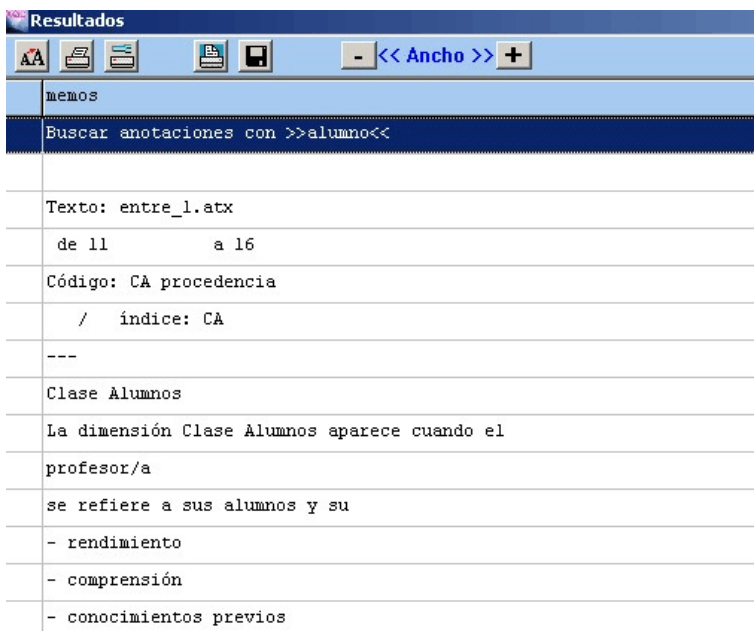 Resultados
AA
- << Ancho >> +
memos
Buscar anotaciones con >>alumno<<
Texto: entre_l.atx
de 11 a 16
Código: CA procedencia
/ índice: CA
---
Clase Alumnos
La dimensión Clase Alumnos aparece cuando el
profesor/a
se refiere a sus alumnos y su
- rendimiento
- comprensión
- conocimientos previos